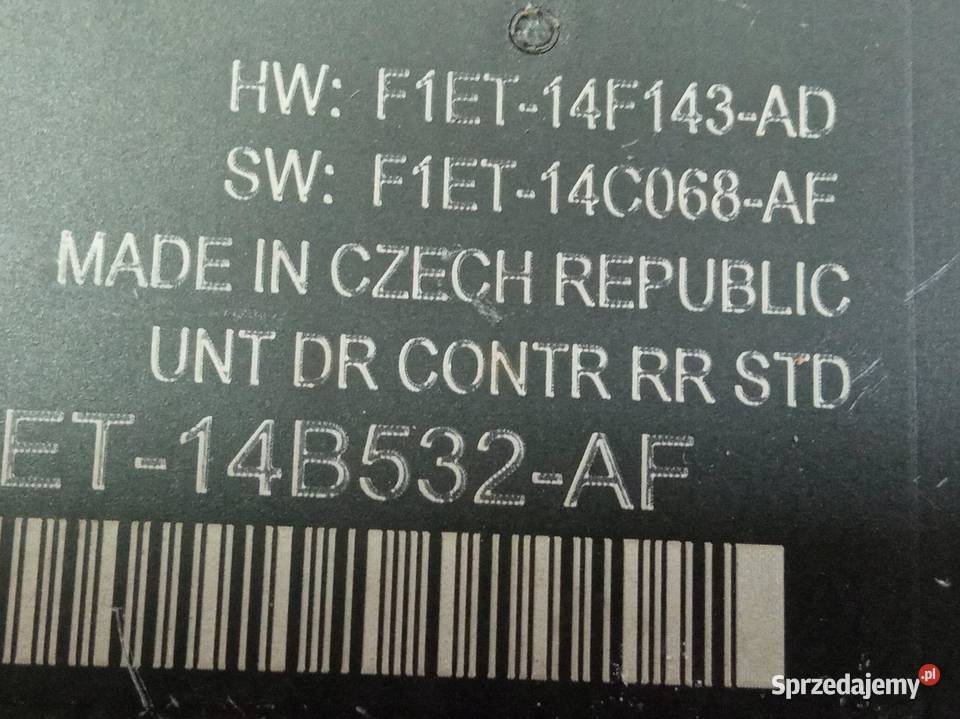 HW: F1ET-14F143-AD
SW: F1ET-14C068-AF
MADE IN CZECH REPUBLIC
UNT DR CONTR RR STD
ET-14B532-AF
Sprzedajemy.pl